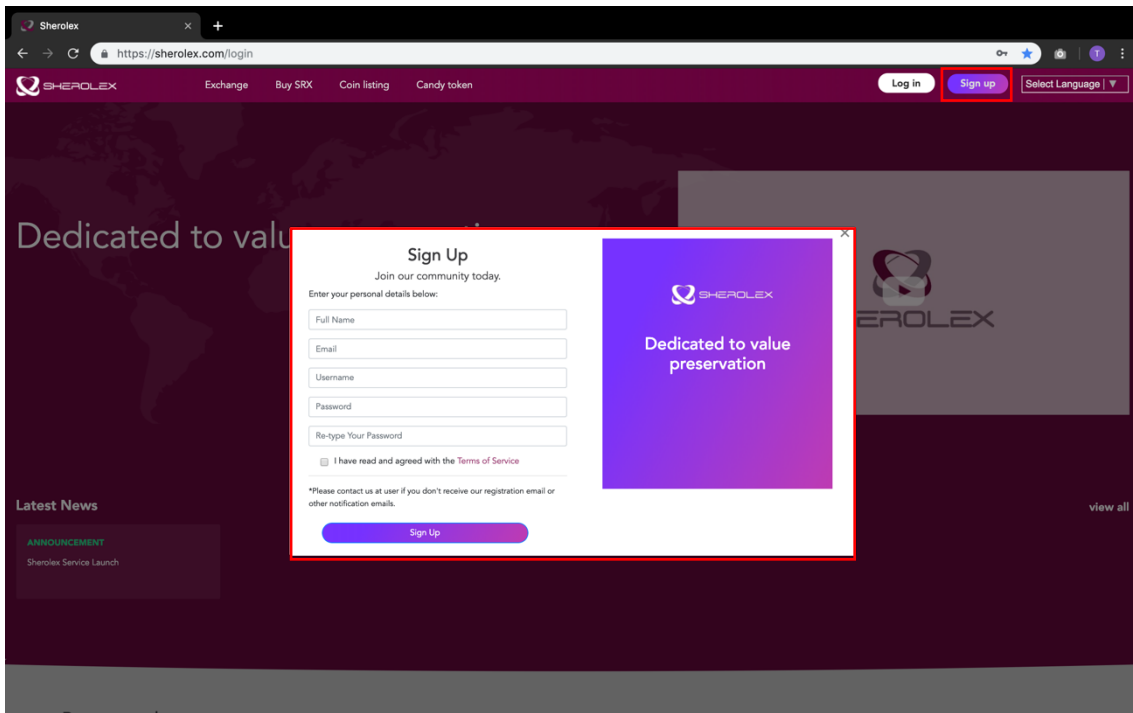 Sherolex
https://sherolex.com/login
T
SHEROLEX
Exchange
Buy SRX
Coin listing
Candy token
Log in
Sign up
Select Language
Dedicated to valu
Sign Up
Join our community today.
Enter your personal details below:
Full Name
Email
Username
Password
Re-type Your Password
I have read and agreed with the Terms of Service
*Please contact us at user if you don't receive our registration email or
other notification emails.
Sign Up
SHEROLEX
Dedicated to value
preservation
EROLEX
Latest News
view all
ANNOUNCEMENT
Sherolex Service Launch